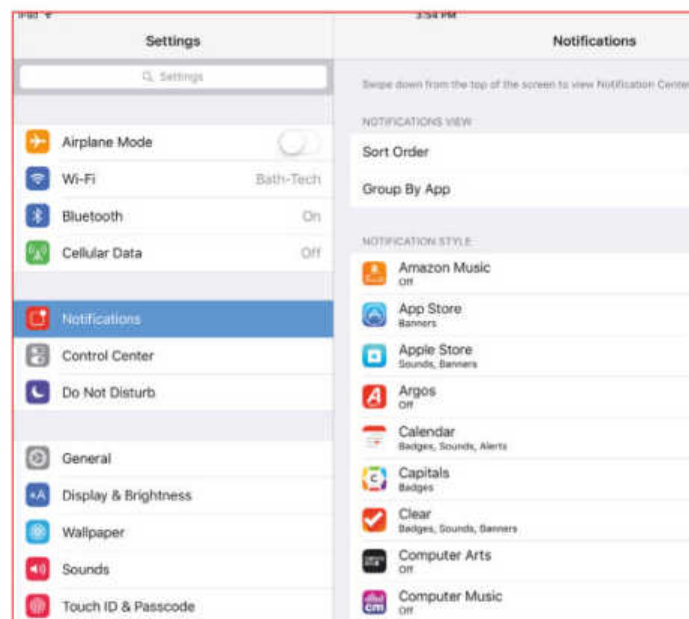 iPad
3:54 PM
Settings
Notifications
Settings
Swipe down from the top of the screen to view Notification Center
Airplane Mode
Wi-Fi
Bath-Tech
Bluetooth
On
Cellular Data
Off
Notifications
Control Center
Do Not Disturb
General
Display & Brightness
Wallpaper
Sounds
Touch ID & Passcode
NOTIFICATIONS VIEW
Sort Order
Group By App
NOTIFICATION STYLE
Amazon Music
Off
App Store
Banners
Apple Store
Sounds, Banners
Argos
Off
Calendar
Badges, Sounds, Alerts
Capitals
Badges
Clear
Badges, Sounds, Banners
Computer Arts
Off
Computer Music
Off